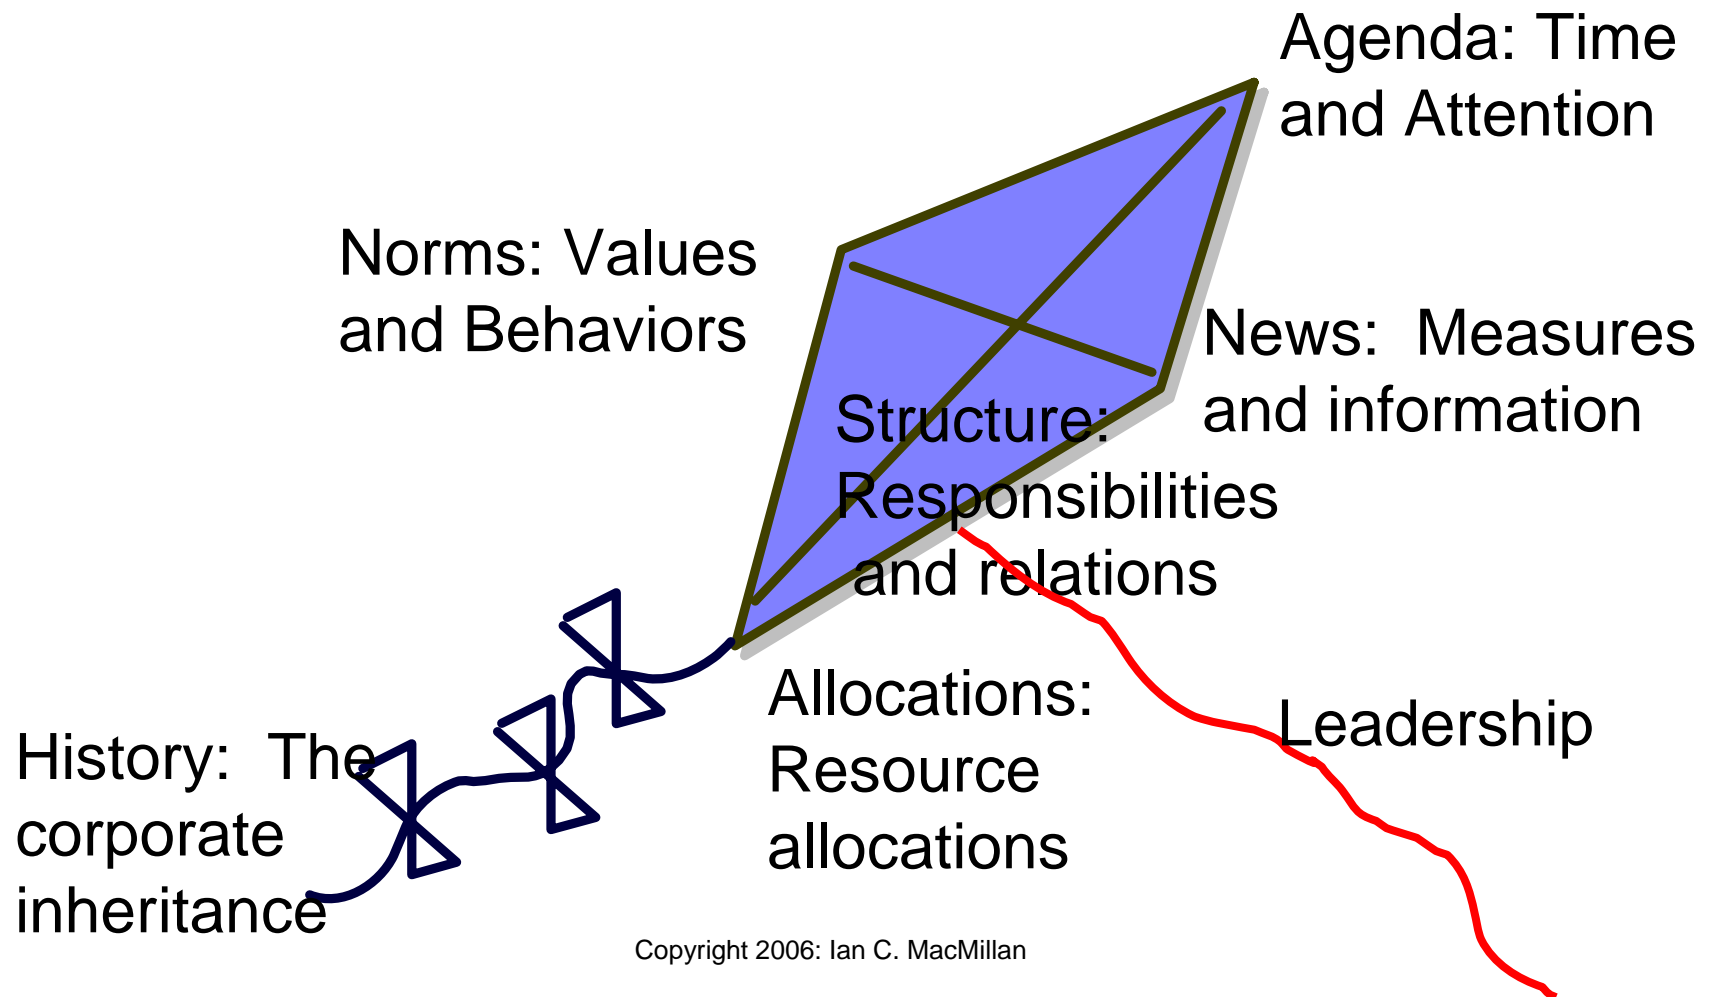 Agenda: Time
and Attention
Norms: Values
and Behaviors
News:  Measures
and information
Structure:
Responsibilities
and relations
Allocations:
Resource
allocations
Leadership
History:  The
corporate
inheritance
Copyright 2006: Ian C. MacMillan